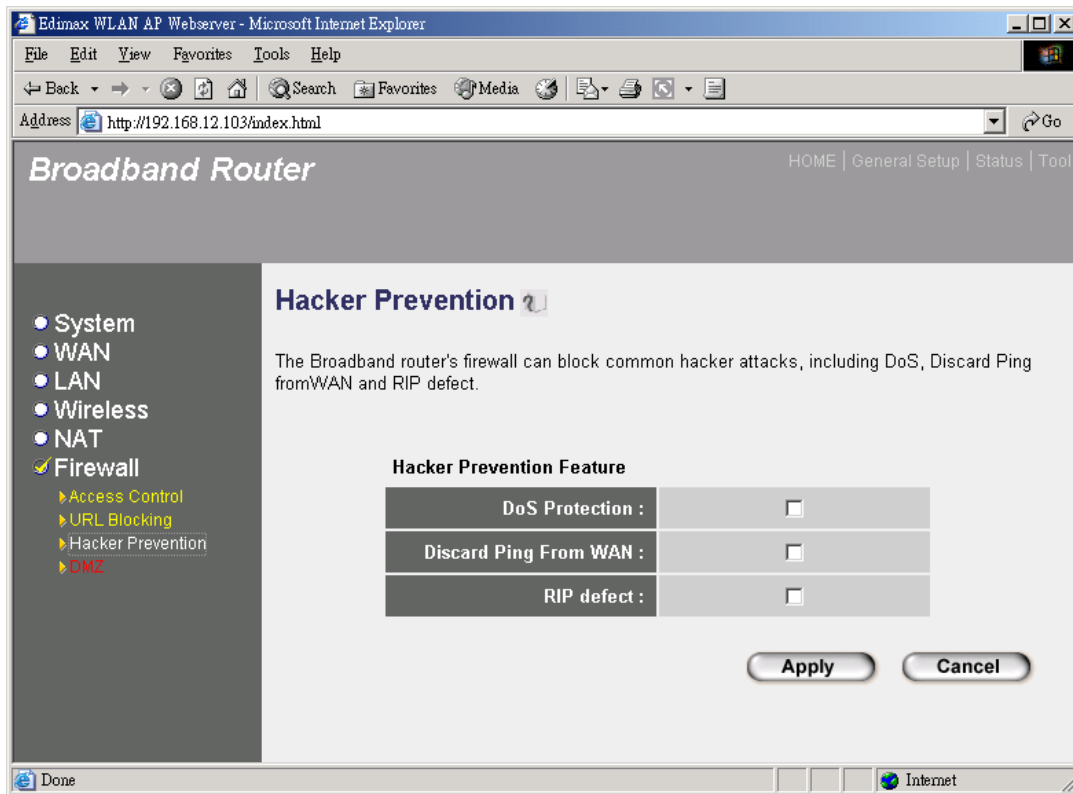 Edimax WLAN AP Webserver - Microsoft Internet Explorer
File Edit View Favorites Tools Help
Back Search Favorites Media
Address http://192.168.12.103/index.html Go
Broadband Router
HOME | General Setup | Status | Tool
System
WAN
LAN
Wireless
NAT
Firewall
Access Control
URL Blocking
Hacker Prevention
DMZ
Hacker Prevention
The Broadband router's firewall can block common hacker attacks, including DoS, Discard Ping
fromWAN and RIP defect.
Hacker Prevention Feature
DoS Protection :
Discard Ping From WAN :
RIP defect :
Apply Cancel
Done Internet